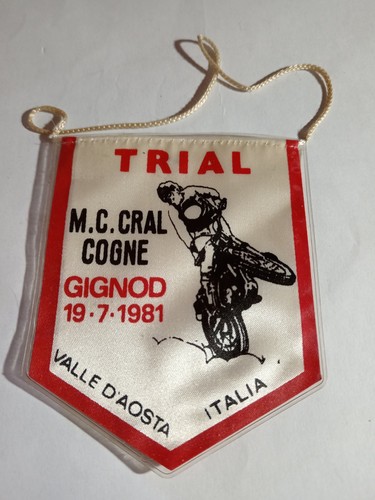 TRIAL
M.C. CRAL
COGNE
GIGNOD
19·7·1981
VALLE D'AOSTA ITALIA